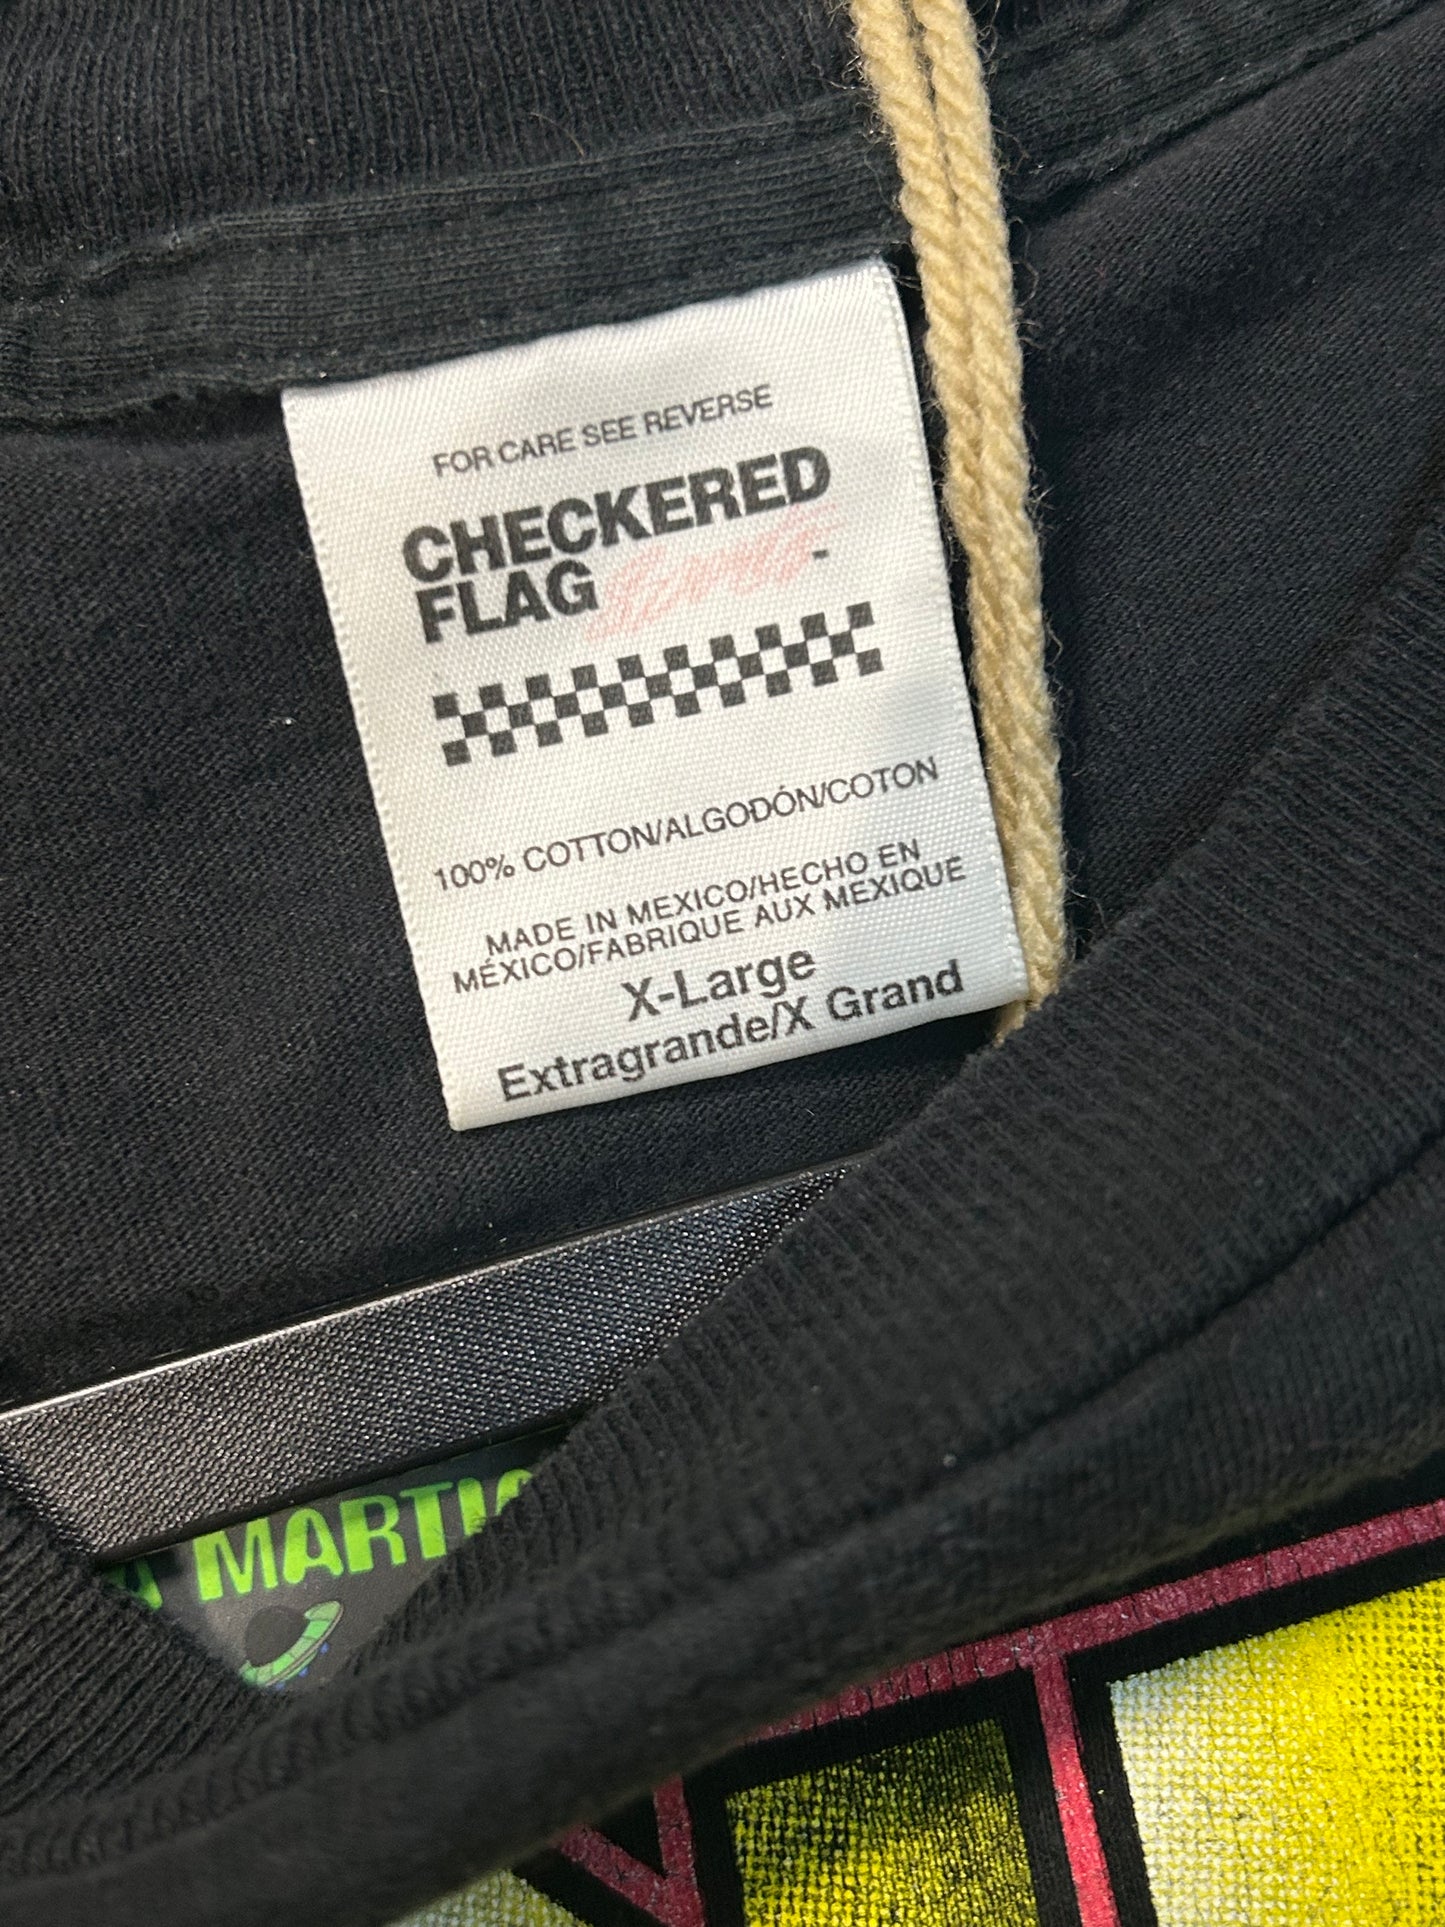 FOR CARE SEE REVERSE
CHECKERED
FLAG Sports-
100% COTTON/ALGODÓN/COTON
MADE IN MEXICO/HECHO EN
MÉXICO/FABRIQUE AUX MEXIQUE
X-Large
Extragrande/X Grand